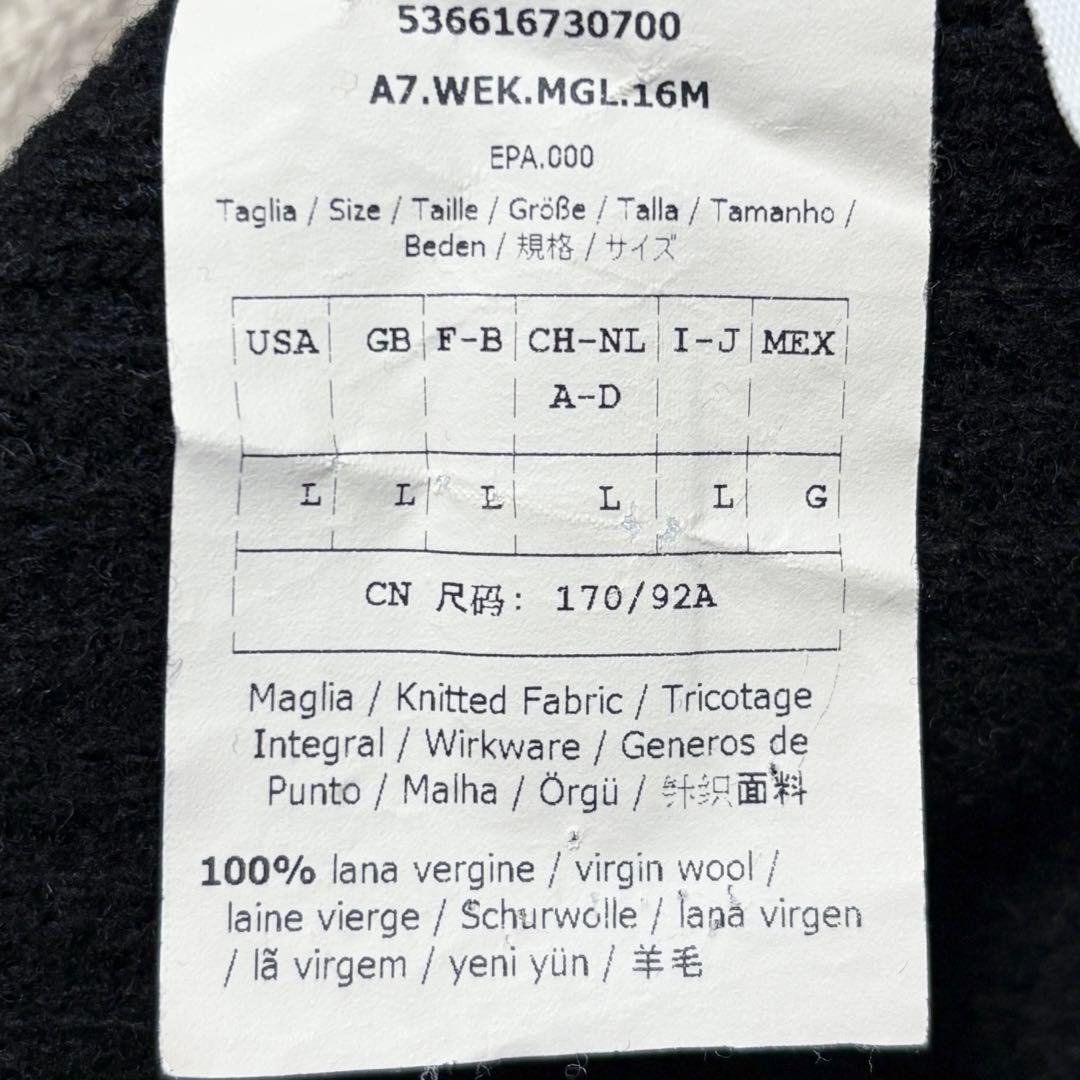 536616730700
A7.WEK.MGL.16M
EPA.000
Taglia / Size / Taille / Größe / Talla / Tamanho /
Beden / 規格 / サイズ
USA GB F-B CH-NL I-J MEX
A-D
L L L L L G
CN 尺码: 170/92A
Maglia / Knitted Fabric / Tricotage
Integral / Wirkware / Generos de
Punto / Malha / Örgü / 针织面料
100% lana vergine / virgin wool /
laine vierge / Schurwolle / lana virgen
/ lã virgem / yeni yün / 羊毛